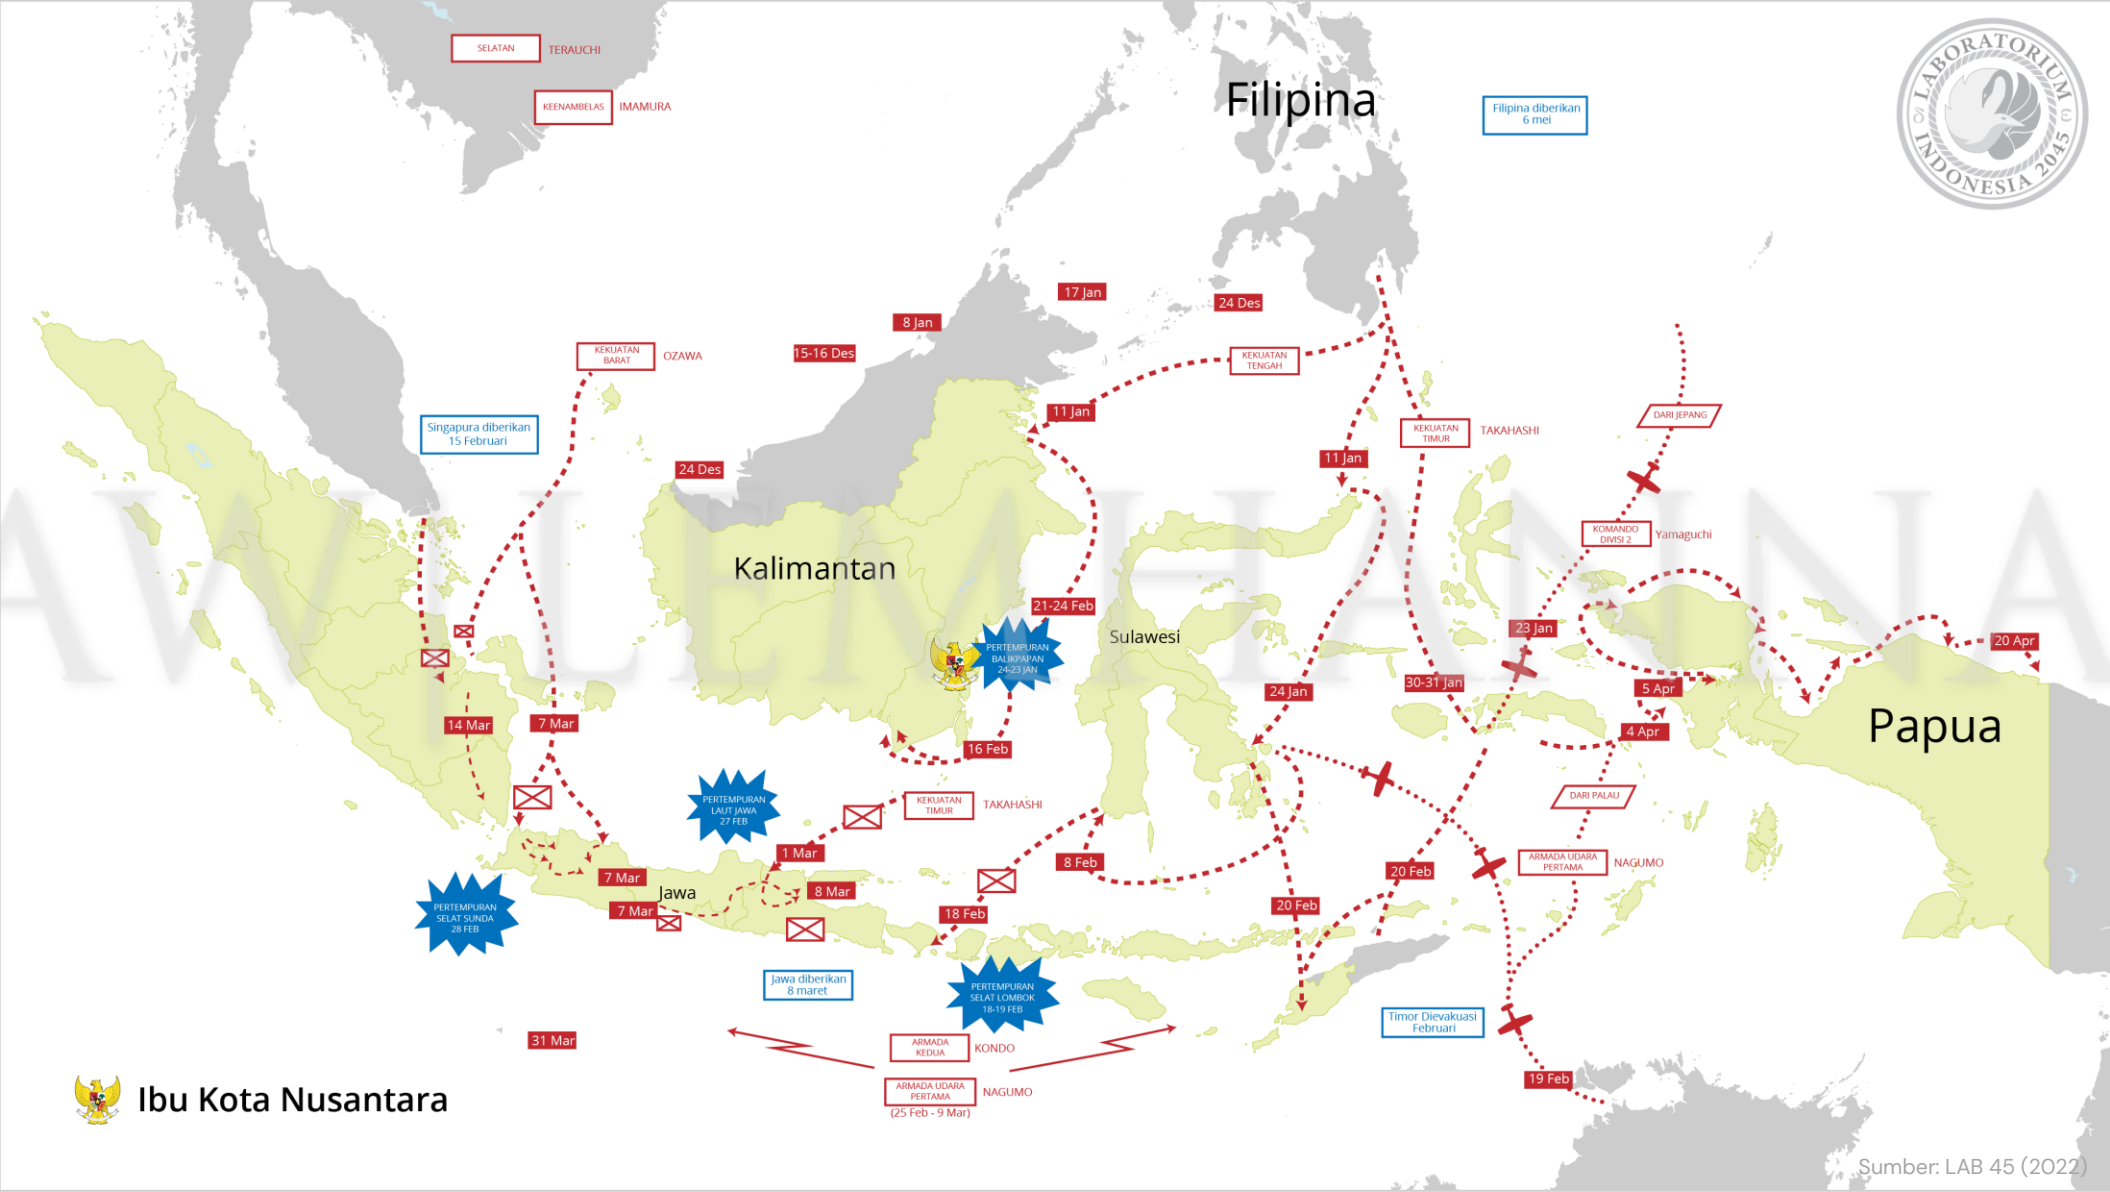 SELATAN
TERAUCHI
KEENAMBELAS
IMAMURA
Filipina
Filipina diberikan
6 mei
LABORATORIUM
INDONESIA 2045
17 Jan
24 Des
8 Jan
15-16 Des
KEKUATAN
BARAT
OZAWA
KEKUATAN
TENGAH
11 Jan
Singapura diberikan
15 Februari
KEKUATAN
TIMUR
TAKAHASHI
DARI JEPANG
11 Jan
24 Des
KOMANDO
DIVISI 2
Yamaguchi
Kalimantan
AW LEMHANNA
21-24 Feb
Sulawesi
PERTEMPURAN
BALIKPAPAN
24-23 JAN
23 Jan
20 Apr
24 Jan
30-31 Jan
5 Apr
14 Mar
7 Mar
4 Apr
Papua
16 Feb
PERTEMPURAN
LAUT JAWA
27 FEB
KEKUATAN
TIMUR
TAKAHASHI
DARI PALAU
1 Mar
8 Feb
20 Feb
ARMADA UDARA
PERTAMA
NAGUMO
7 Mar
Jawa
8 Mar
7 Mar
18 Feb
20 Feb
PERTEMPURAN
SELAT SUNDA
28 FEB
Jawa diberikan
8 maret
PERTEMPURAN
SELAT LOMBOK
18-19 FEB
Timor Dievakuasi
Februari
31 Mar
ARMADA
KEDUA
KONDO
ARMADA UDARA
PERTAMA
NAGUMO
(25 Feb - 9 Mar)
19 Feb
Ibu Kota Nusantara
Sumber: LAB 45 (2022)